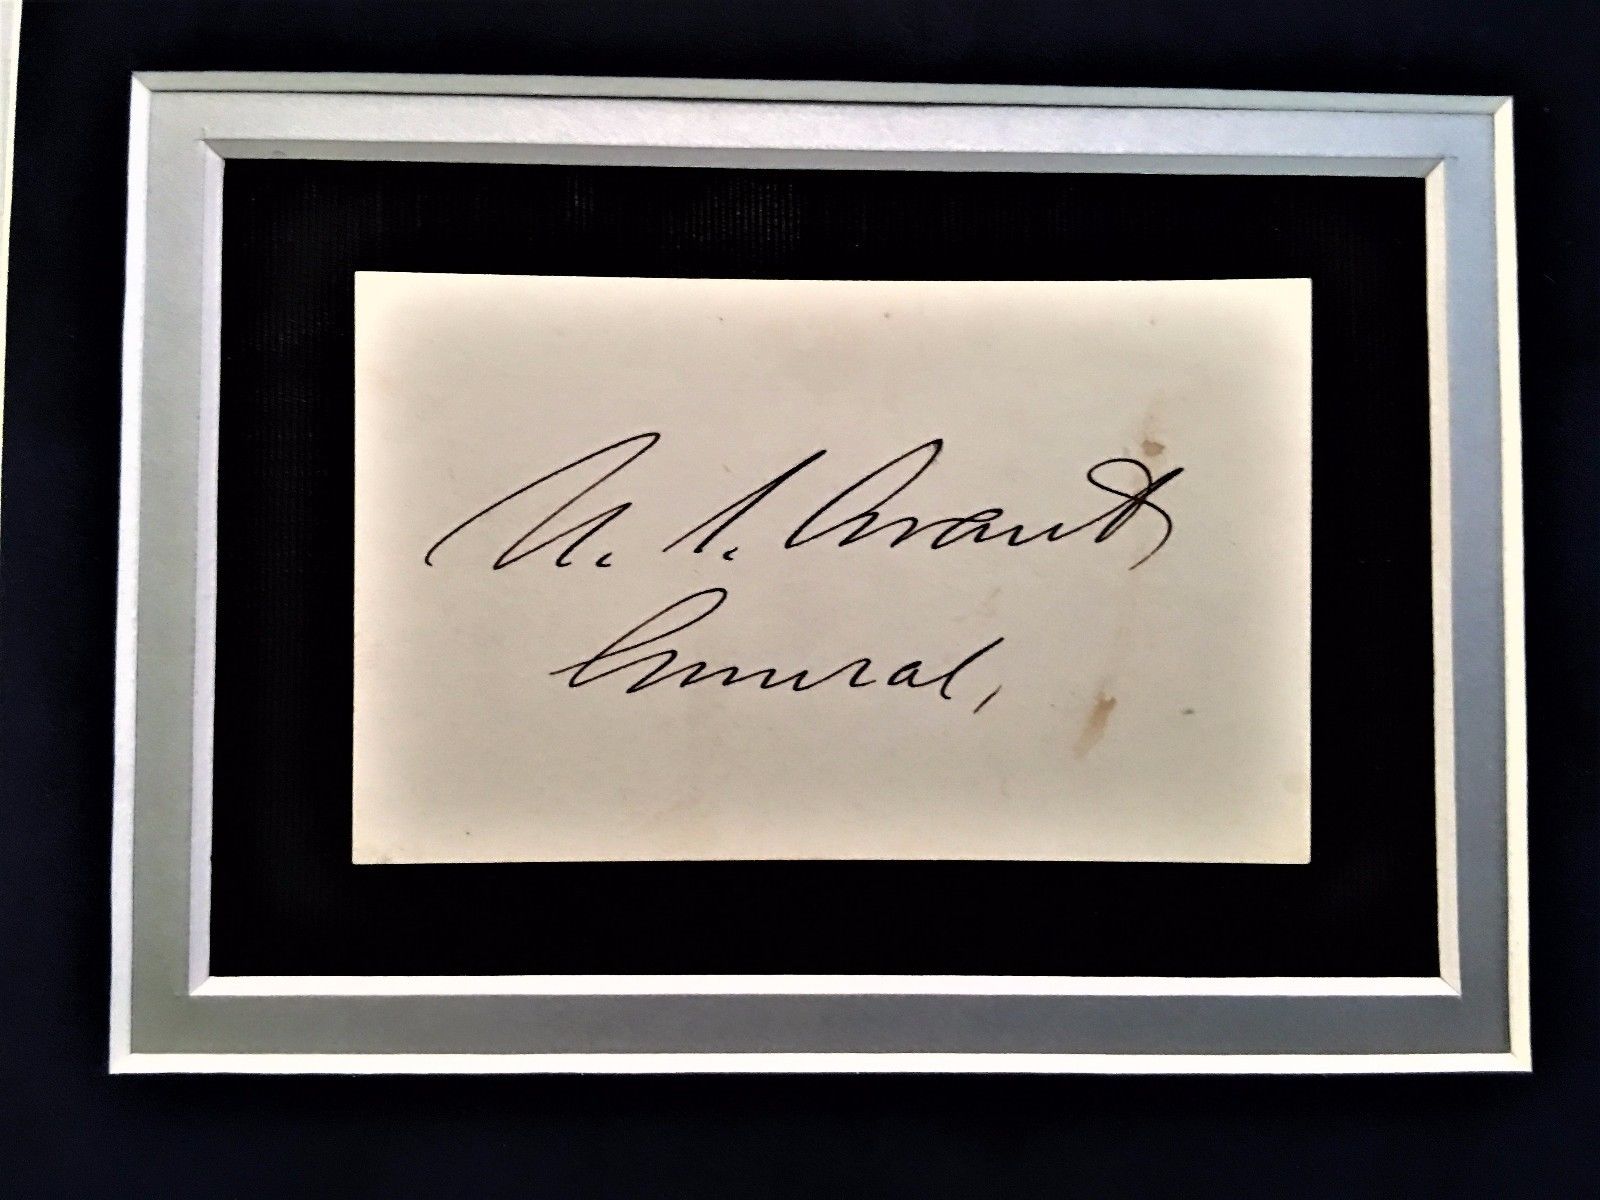 U. S. Grant
General,